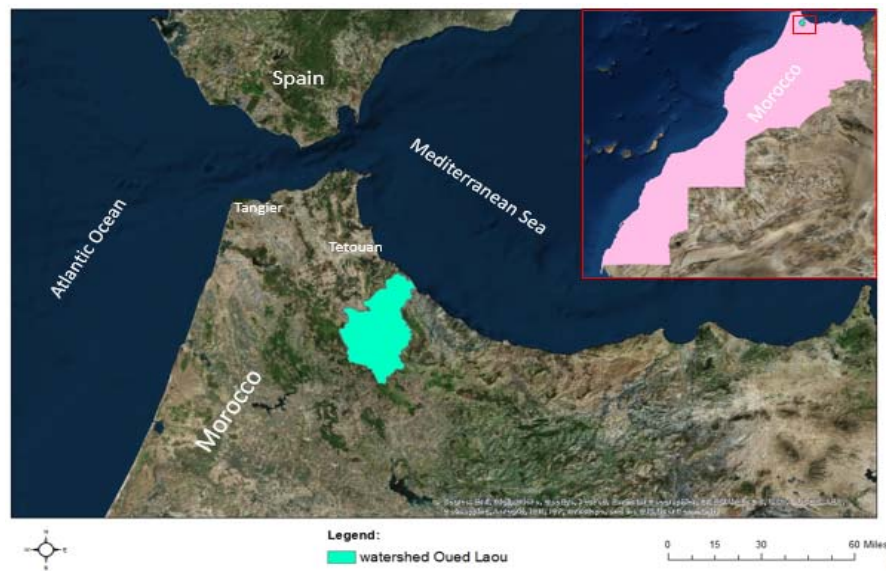 Spain
Morocco
Mediterranean Sea
Atlantic Ocean
Tangier
Tetouan
Morocco
N
W E
S
Legend:
watershed Oued Laou
0 15 30 60 Miles